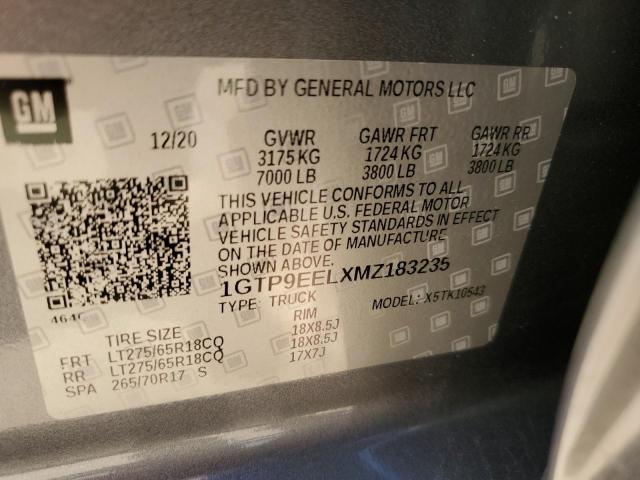 GM
MFD BY GENERAL MOTORS LLC
12/20 GVWR GAWR FRT GAWR RR
3175 KG 1724 KG 1724 KG
7000 LB 3800 LB 3800 LB
THIS VEHICLE CONFORMS TO ALL
APPLICABLE U.S. FEDERAL MOTOR
VEHICLE SAFETY STANDARDS IN EFFECT
ON THE DATE OF MANUFACTURE
SHOWN ABOVE.
1GTP9EELXMZ183235
TYPE: TRUCK MODEL: X5TK10543
TIRE SIZE RIM
FRT LT275/65R18CQ 18X8.5J
RR LT275/65R18CQ 18X8.5J
SPA 265/70R17 S 17X7J